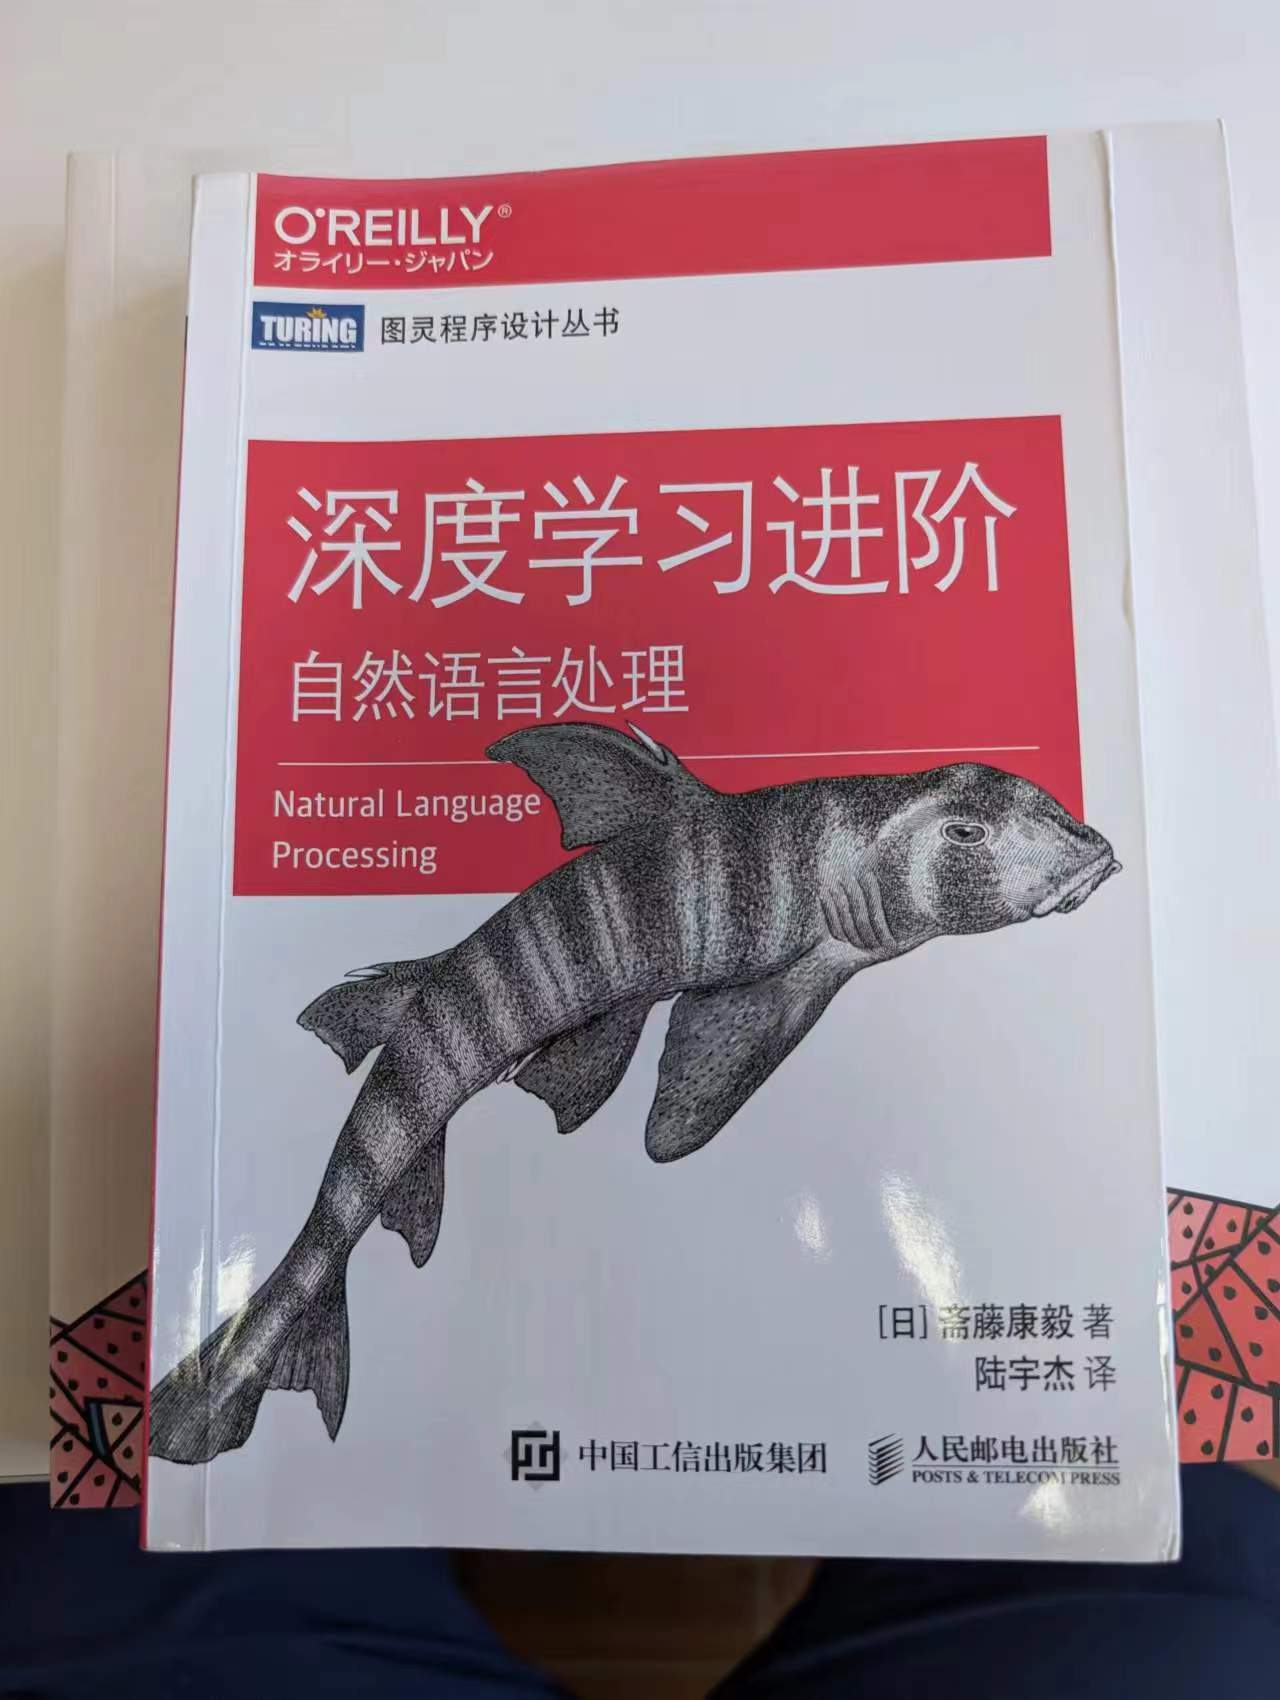 O'REILLY®
オライリー・ジャパン
TURING 图灵程序设计丛书
深度学习进阶
自然语言处理
Natural Language
Processing
[日] 斋藤康毅 著
陆宇杰 译
中国工信出版集团
人民邮电出版社
POSTS & TELECOM PRESS